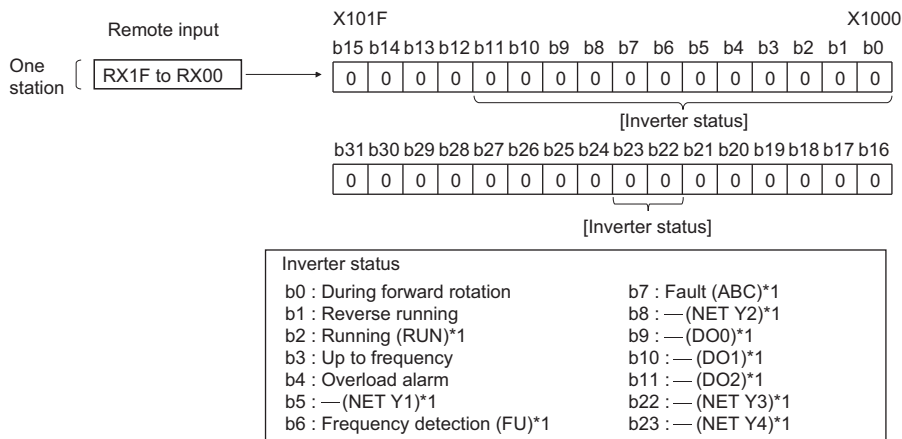 X101F X1000
Remote input
b15 b14 b13 b12 b11 b10 b9 b8 b7 b6 b5 b4 b3 b2 b1 b0
One station
RX1F to RX00
0 0 0 0 0 0 0 0 0 0 0 0 0 0 0 0
[Inverter status]
b31 b30 b29 b28 b27 b26 b25 b24 b23 b22 b21 b20 b19 b18 b17 b16
0 0 0 0 0 0 0 0 0 0 0 0 0 0 0 0
[Inverter status]
Inverter status
b0 : During forward rotation
b1 : Reverse running
b2 : Running (RUN)*1
b3 : Up to frequency
b4 : Overload alarm
b5 : — (NET Y1)*1
b6 : Frequency detection (FU)*1
b7 : Fault (ABC)*1
b8 : — (NET Y2)*1
b9 : — (DO0)*1
b10 : — (DO1)*1
b11 : — (DO2)*1
b22 : — (NET Y3)*1
b23 : — (NET Y4)*1